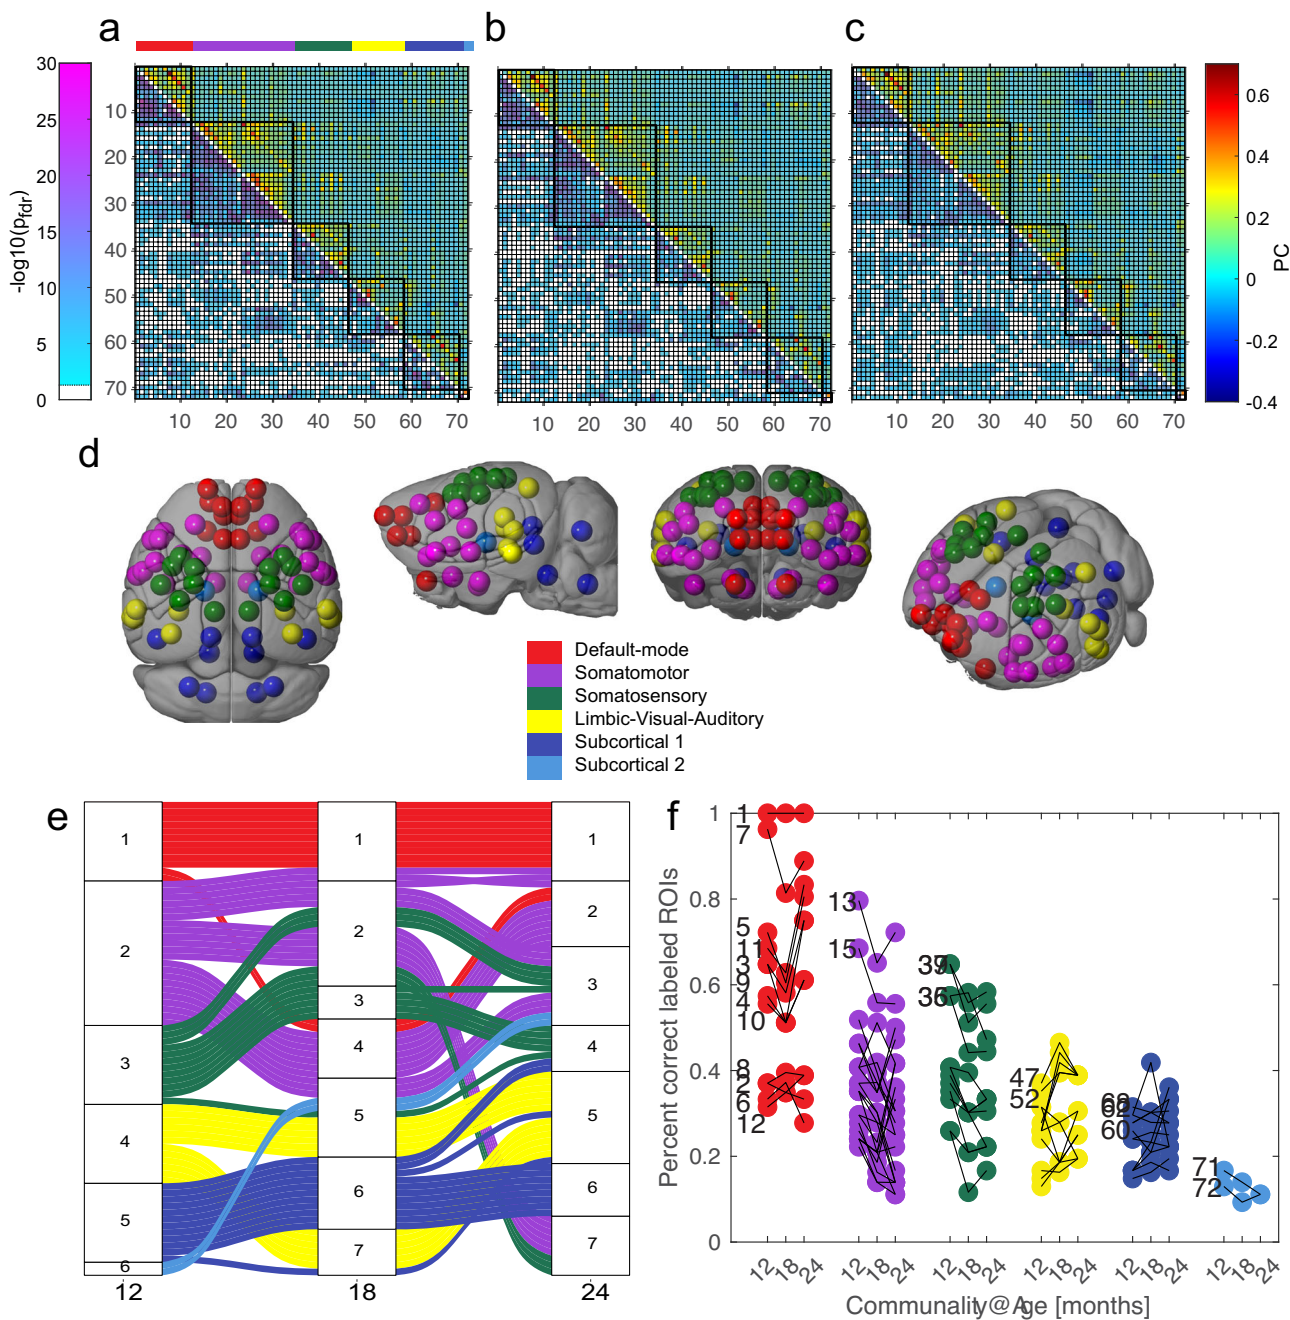 a
b
c
30
25
20
15
10
5
0
-log10(p_fdr)
10
20
30
40
50
60
70
10 20 30 40 50 60 70
10 20 30 40 50 60 70
10 20 30 40 50 60 70
0.6
0.4
0.2
0
-0.2
-0.4
PC
d
Default-mode
Somatomotor
Somatosensory
Limbic-Visual-Auditory
Subcortical 1
Subcortical 2
e
1
2
3
4
5
6
12
1
2
3
4
5
6
7
18
1
2
3
4
5
6
7
24
f
Percent correct labeled ROIs
1
0.8
0.6
0.4
0.2
0
1
7
5
11
3
9
4
10
8
2
6
12
13
15
39
36
47
52
60
71
72
12 18 24
12 18 24
12 18 24
12 18 24
12 18 24
12 18 24
Communality@Age [months]